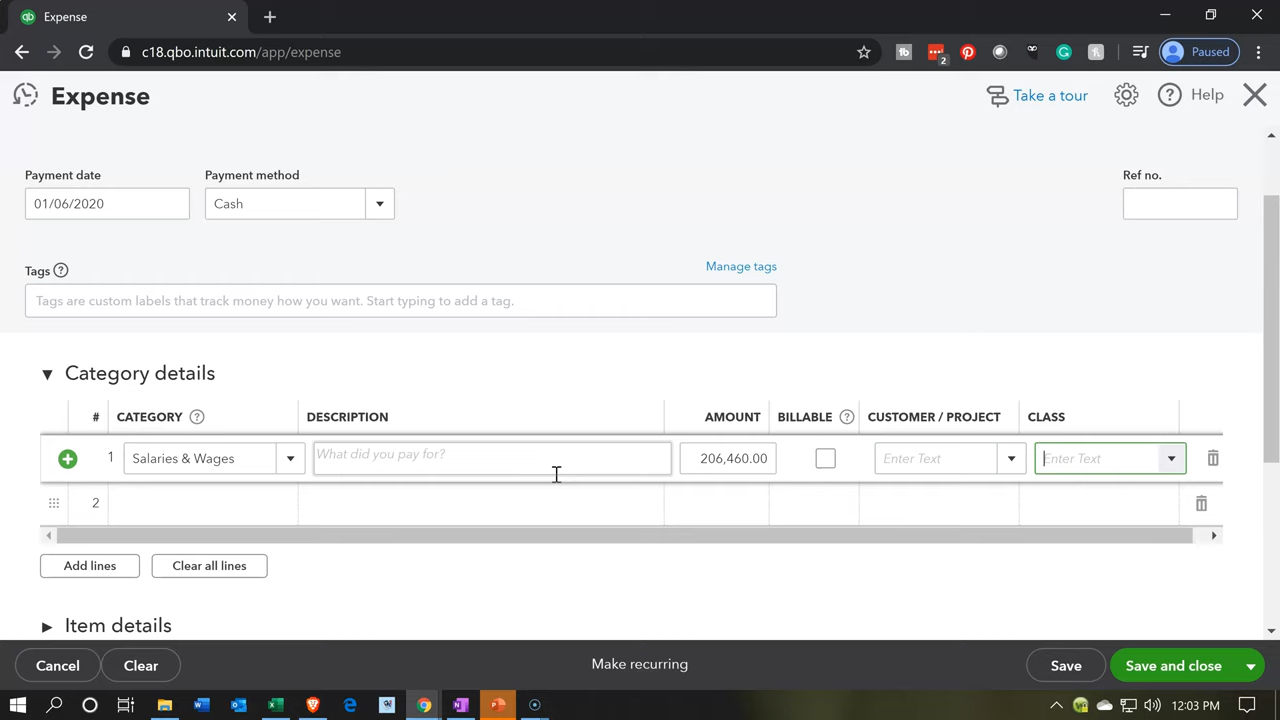 Expense
c18.qbo.intuit.com/app/expense
2
Paused
Expense
Take a tour
Help
Payment date
Payment method
Ref no.
01/06/2020
Cash
Tags
Manage tags
Tags are custom labels that track money how you want. Start typing to add a tag.
Category details
# CATEGORY DESCRIPTION AMOUNT BILLABLE CUSTOMER / PROJECT CLASS
1 Salaries & Wages What did you pay for? 206,460.00 Enter Text Enter Text
2
Add lines
Clear all lines
Item details
Cancel
Clear
Make recurring
Save
Save and close
12:03 PM